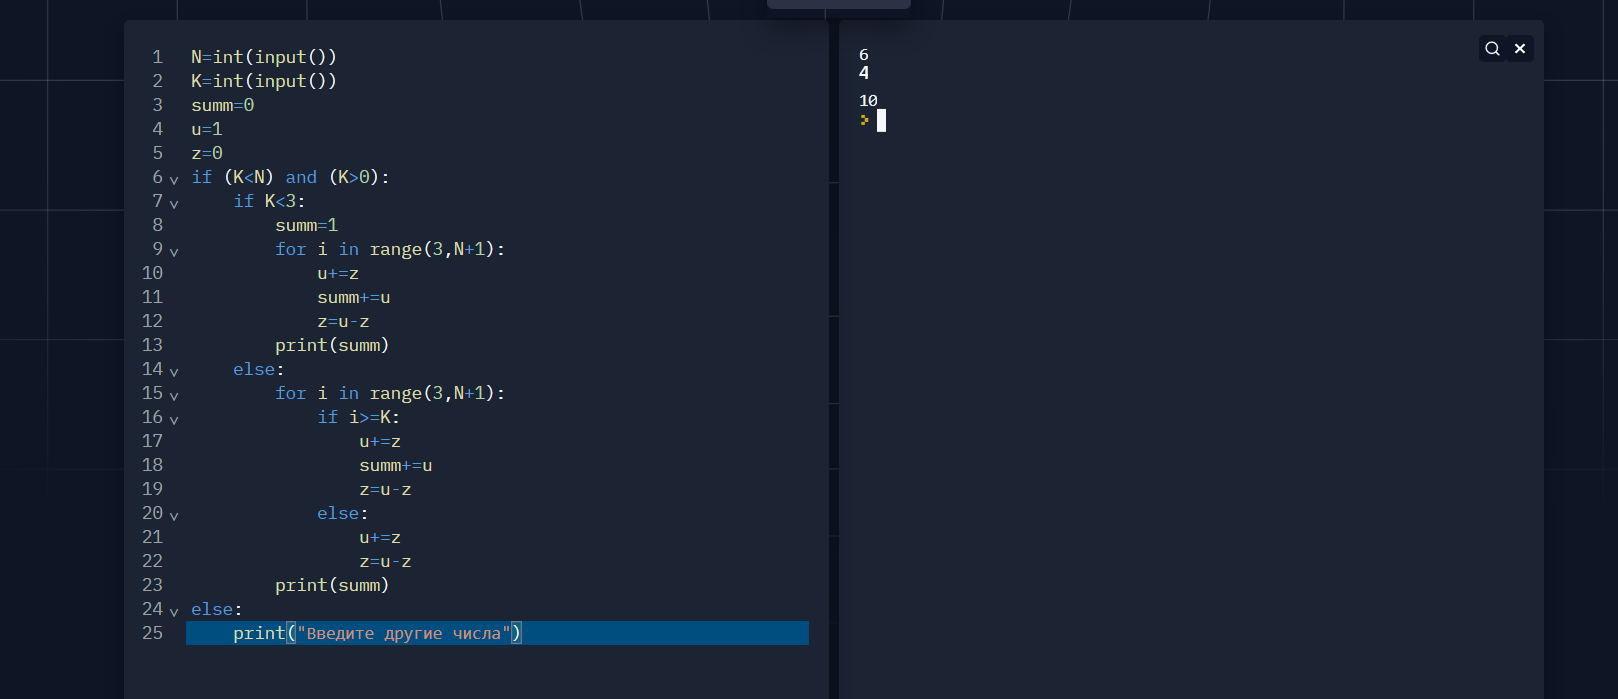 1 N=int(input())
2 K=int(input())
3 summ=0
4 u=1
5 z=0
6 if (K<N) and (K>0):
7     if K<3:
8         summ=1
9         for i in range(3,N+1):
10             u+=z
11             summ+=u
12             z=u-z
13         print(summ)
14     else:
15         for i in range(3,N+1):
16             if i>=K:
17                 u+=z
18                 summ+=u
19                 z=u-z
20             else:
21                 u+=z
22                 z=u-z
23         print(summ)
24 else:
25     print("Введите другие числа")
6
4
10
>